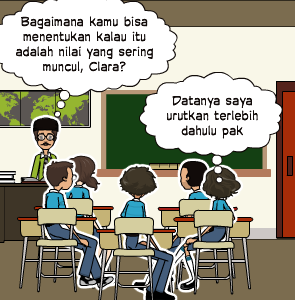 Bagaimana kamu bisa
menentukan kalau itu
adalah nilai yang sering
muncul, Clara?
Datanya saya
urutkan terlebih
dahulu pak